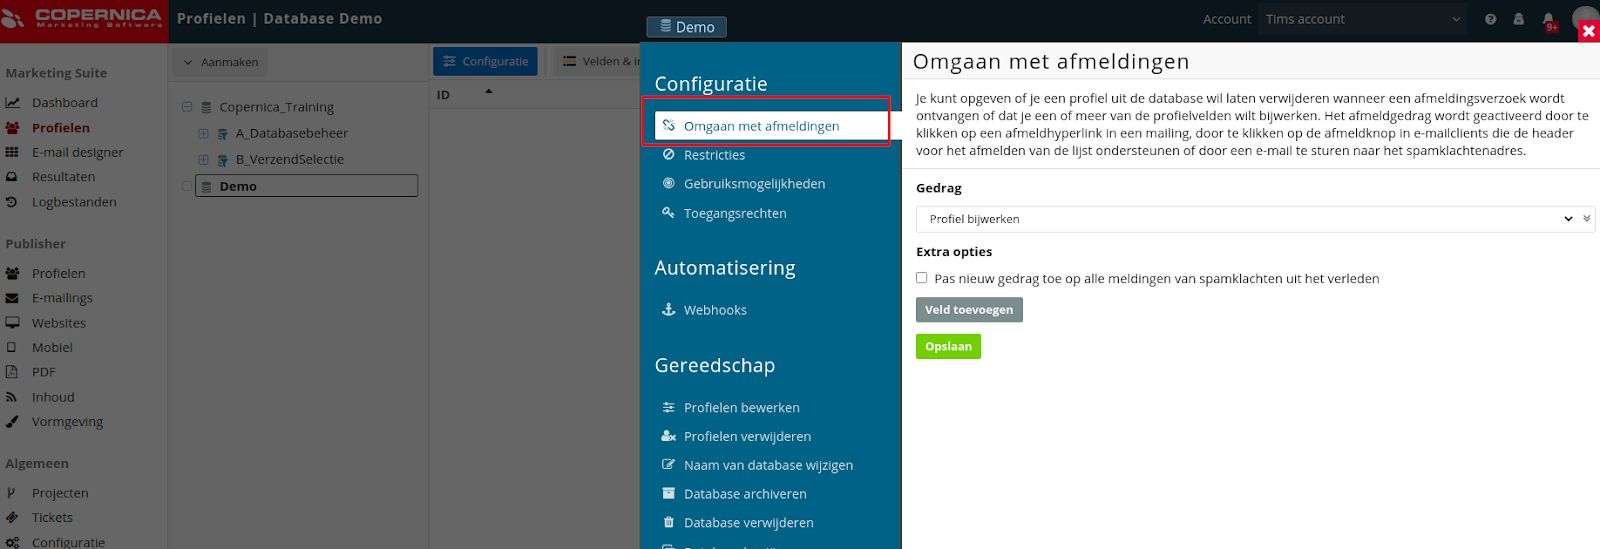 COPERNICA
Marketing Software
Profielen | Database Demo
Demo
Account
Tims account
9+
Marketing Suite
Dashboard
Profielen
E-mail designer
Resultaten
Logbestanden
Publisher
Profielen
E-mailings
Websites
Mobiel
PDF
Inhoud
Vormgeving
Algemeen
Projecten
Tickets
Configuratie
Aanmaken
Copernica_Training
A_Databasebeheer
B_VerzendSelectie
Demo
Configuratie
Velden & in
ID
Configuratie
Omgaan met afmeldingen
Restricties
Gebruiksmogelijkheden
Toegangsrechten
Automatisering
Webhooks
Gereedschap
Profielen bewerken
Profielen verwijderen
Naam van database wijzigen
Database archiveren
Database verwijderen
Omgaan met afmeldingen
Je kunt opgeven of je een profiel uit de database wil laten verwijderen wanneer een afmeldingsverzoek wordt
ontvangen of dat je een of meer van de profielvelden wilt bijwerken. Het afmeldgedrag wordt geactiveerd door te
klikken op een afmeldhyperlink in een mailing, door te klikken op de afmeldknop in e-mailclients die de header
voor het afmelden van de lijst ondersteunen of door een e-mail te sturen naar het spamklachtenadres.
Gedrag
Profiel bijwerken
Extra opties
Pas nieuw gedrag toe op alle meldingen van spamklachten uit het verleden
Veld toevoegen
Opslaan